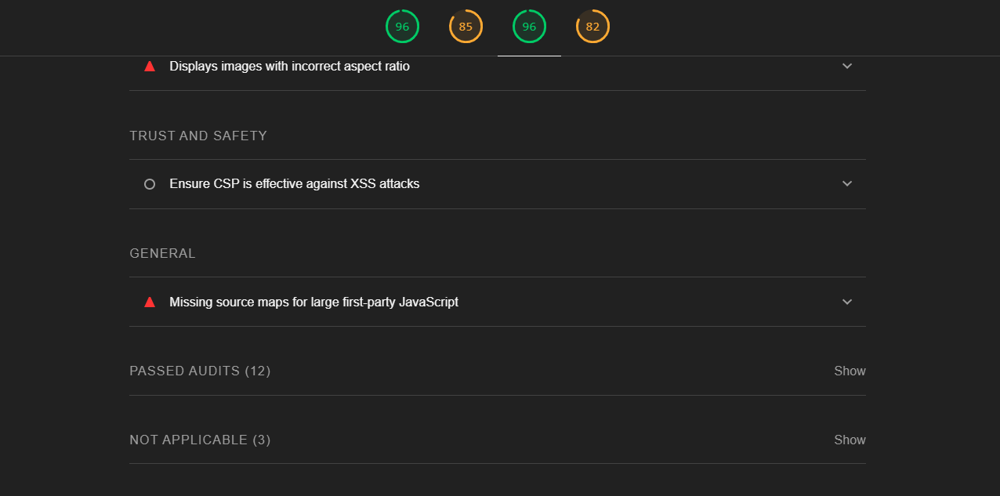 96 85 96 82
Displays images with incorrect aspect ratio
TRUST AND SAFETY
Ensure CSP is effective against XSS attacks
GENERAL
Missing source maps for large first-party JavaScript
PASSED AUDITS (12) Show
NOT APPLICABLE (3) Show